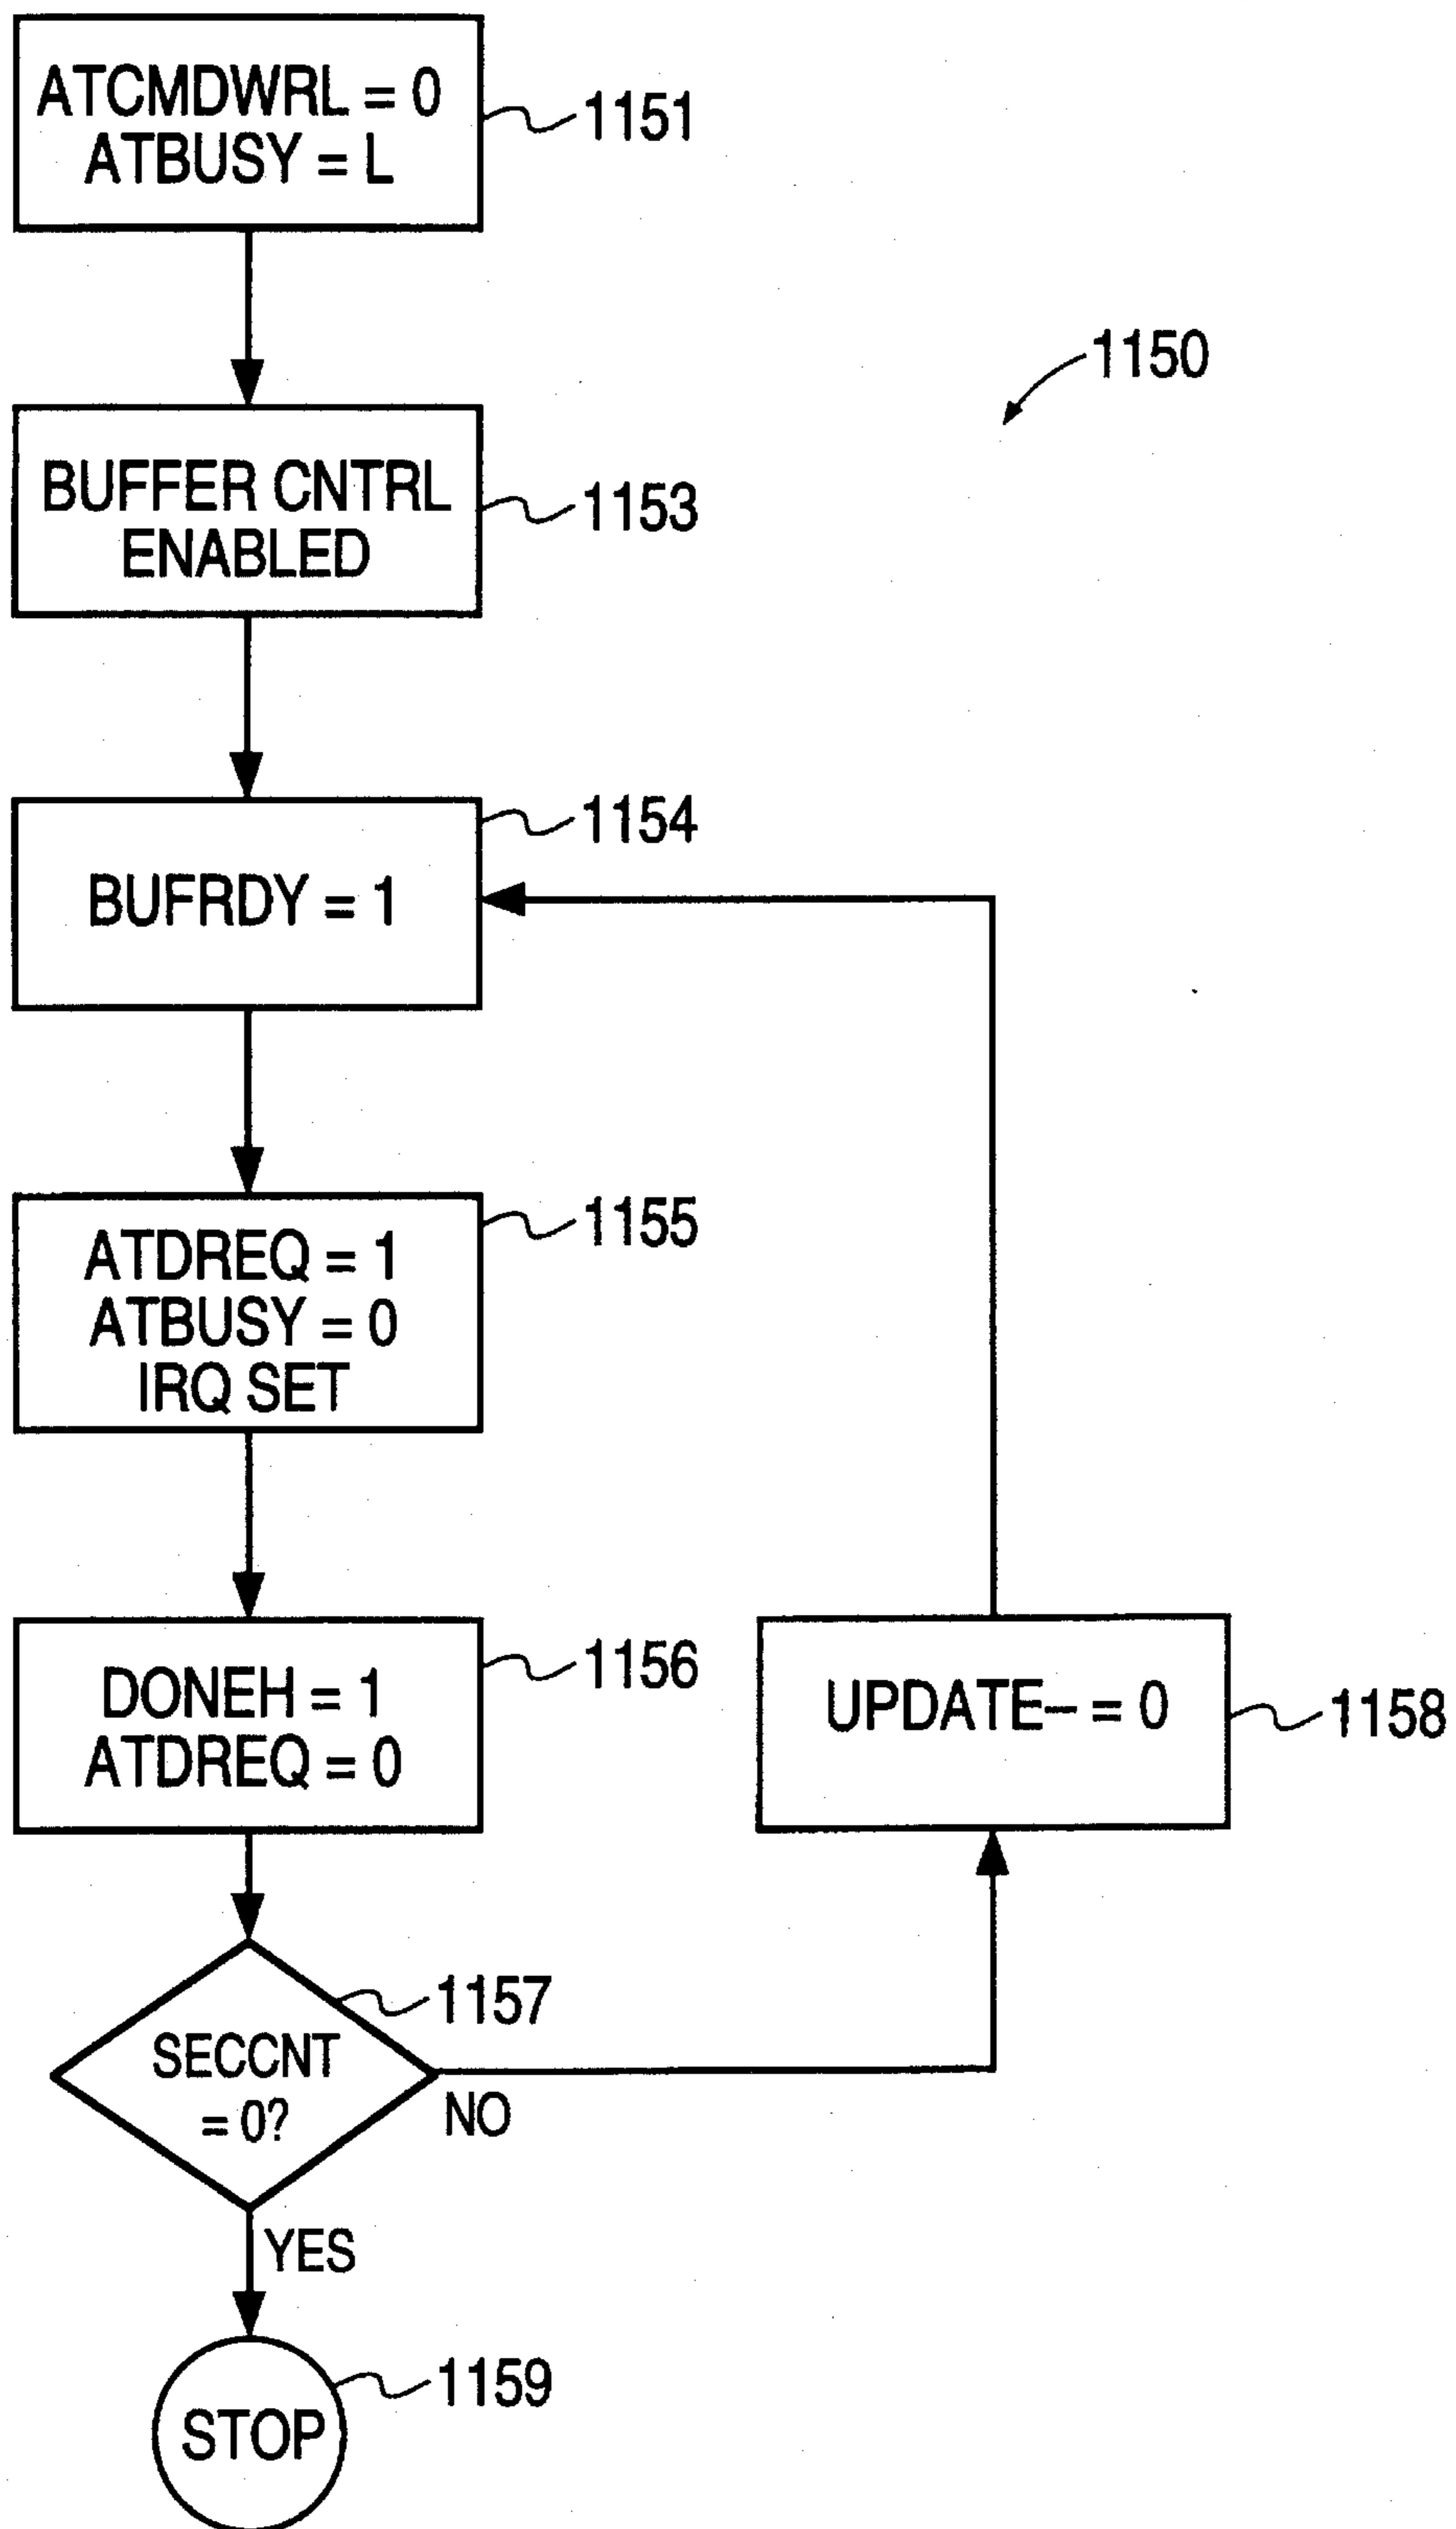 ATCMDWRL = 0
ATBUSY = L
1151
1150
BUFFER CNTRL
ENABLED
1153
1154
BUFRDY = 1
1155
ATDREQ = 1
ATBUSY = 0
IRQ SET
1156
DONEH = 1
ATDREQ = 0
UPDATE– = 0
1158
1157
SECCNT
= 0?
NO
YES
1159
STOP